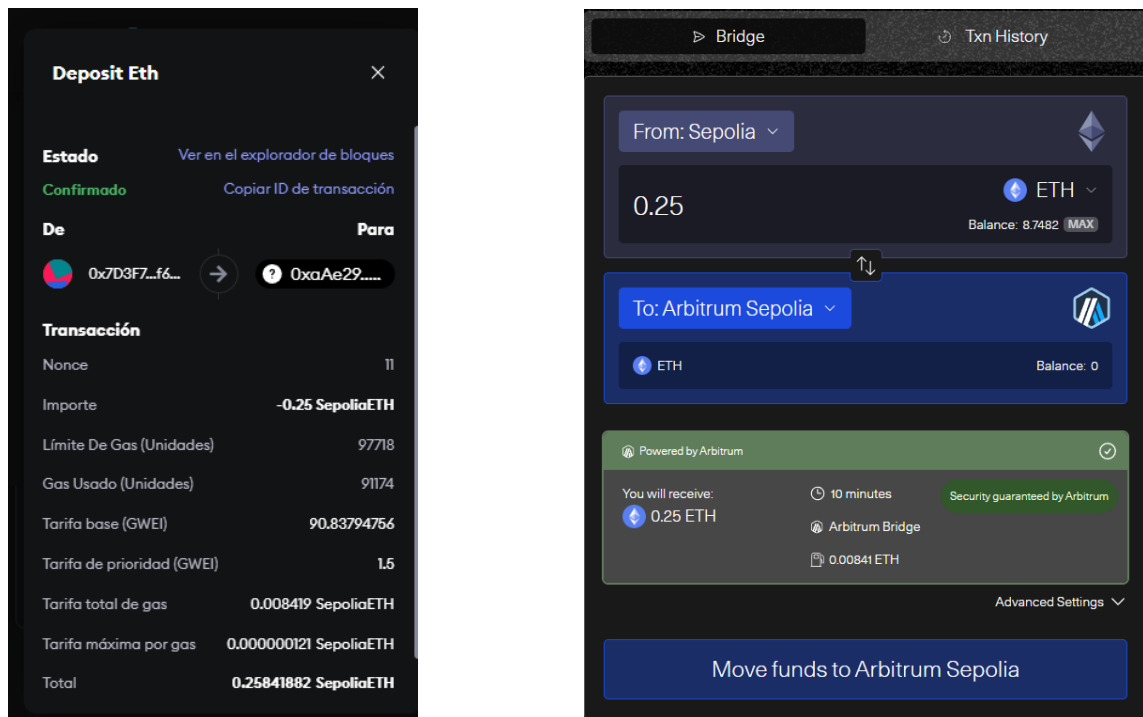 Deposit Eth
Estado Ver en el explorador de bloques
Confirmado Copiar ID de transacción
De Para
0x7D3F7...f6... ? 0xaAe29.....
Transacción
Nonce 11
Importe -0.25 SepoliaETH
Límite De Gas (Unidades) 97718
Gas Usado (Unidades) 91174
Tarifa base (GWEI) 90.83794756
Tarifa de prioridad (GWEI) 1.5
Tarifa total de gas 0.008419 SepoliaETH
Tarifa máxima por gas 0.000000121 SepoliaETH
Total 0.25841882 SepoliaETH
Bridge Txn History
From: Sepolia
0.25 ETH
Balance: 8.7482 MAX
To: Arbitrum Sepolia
ETH Balance: 0
Powered by Arbitrum
You will receive: 10 minutes Security guaranteed by Arbitrum
0.25 ETH Arbitrum Bridge
0.00841 ETH
Advanced Settings
Move funds to Arbitrum Sepolia